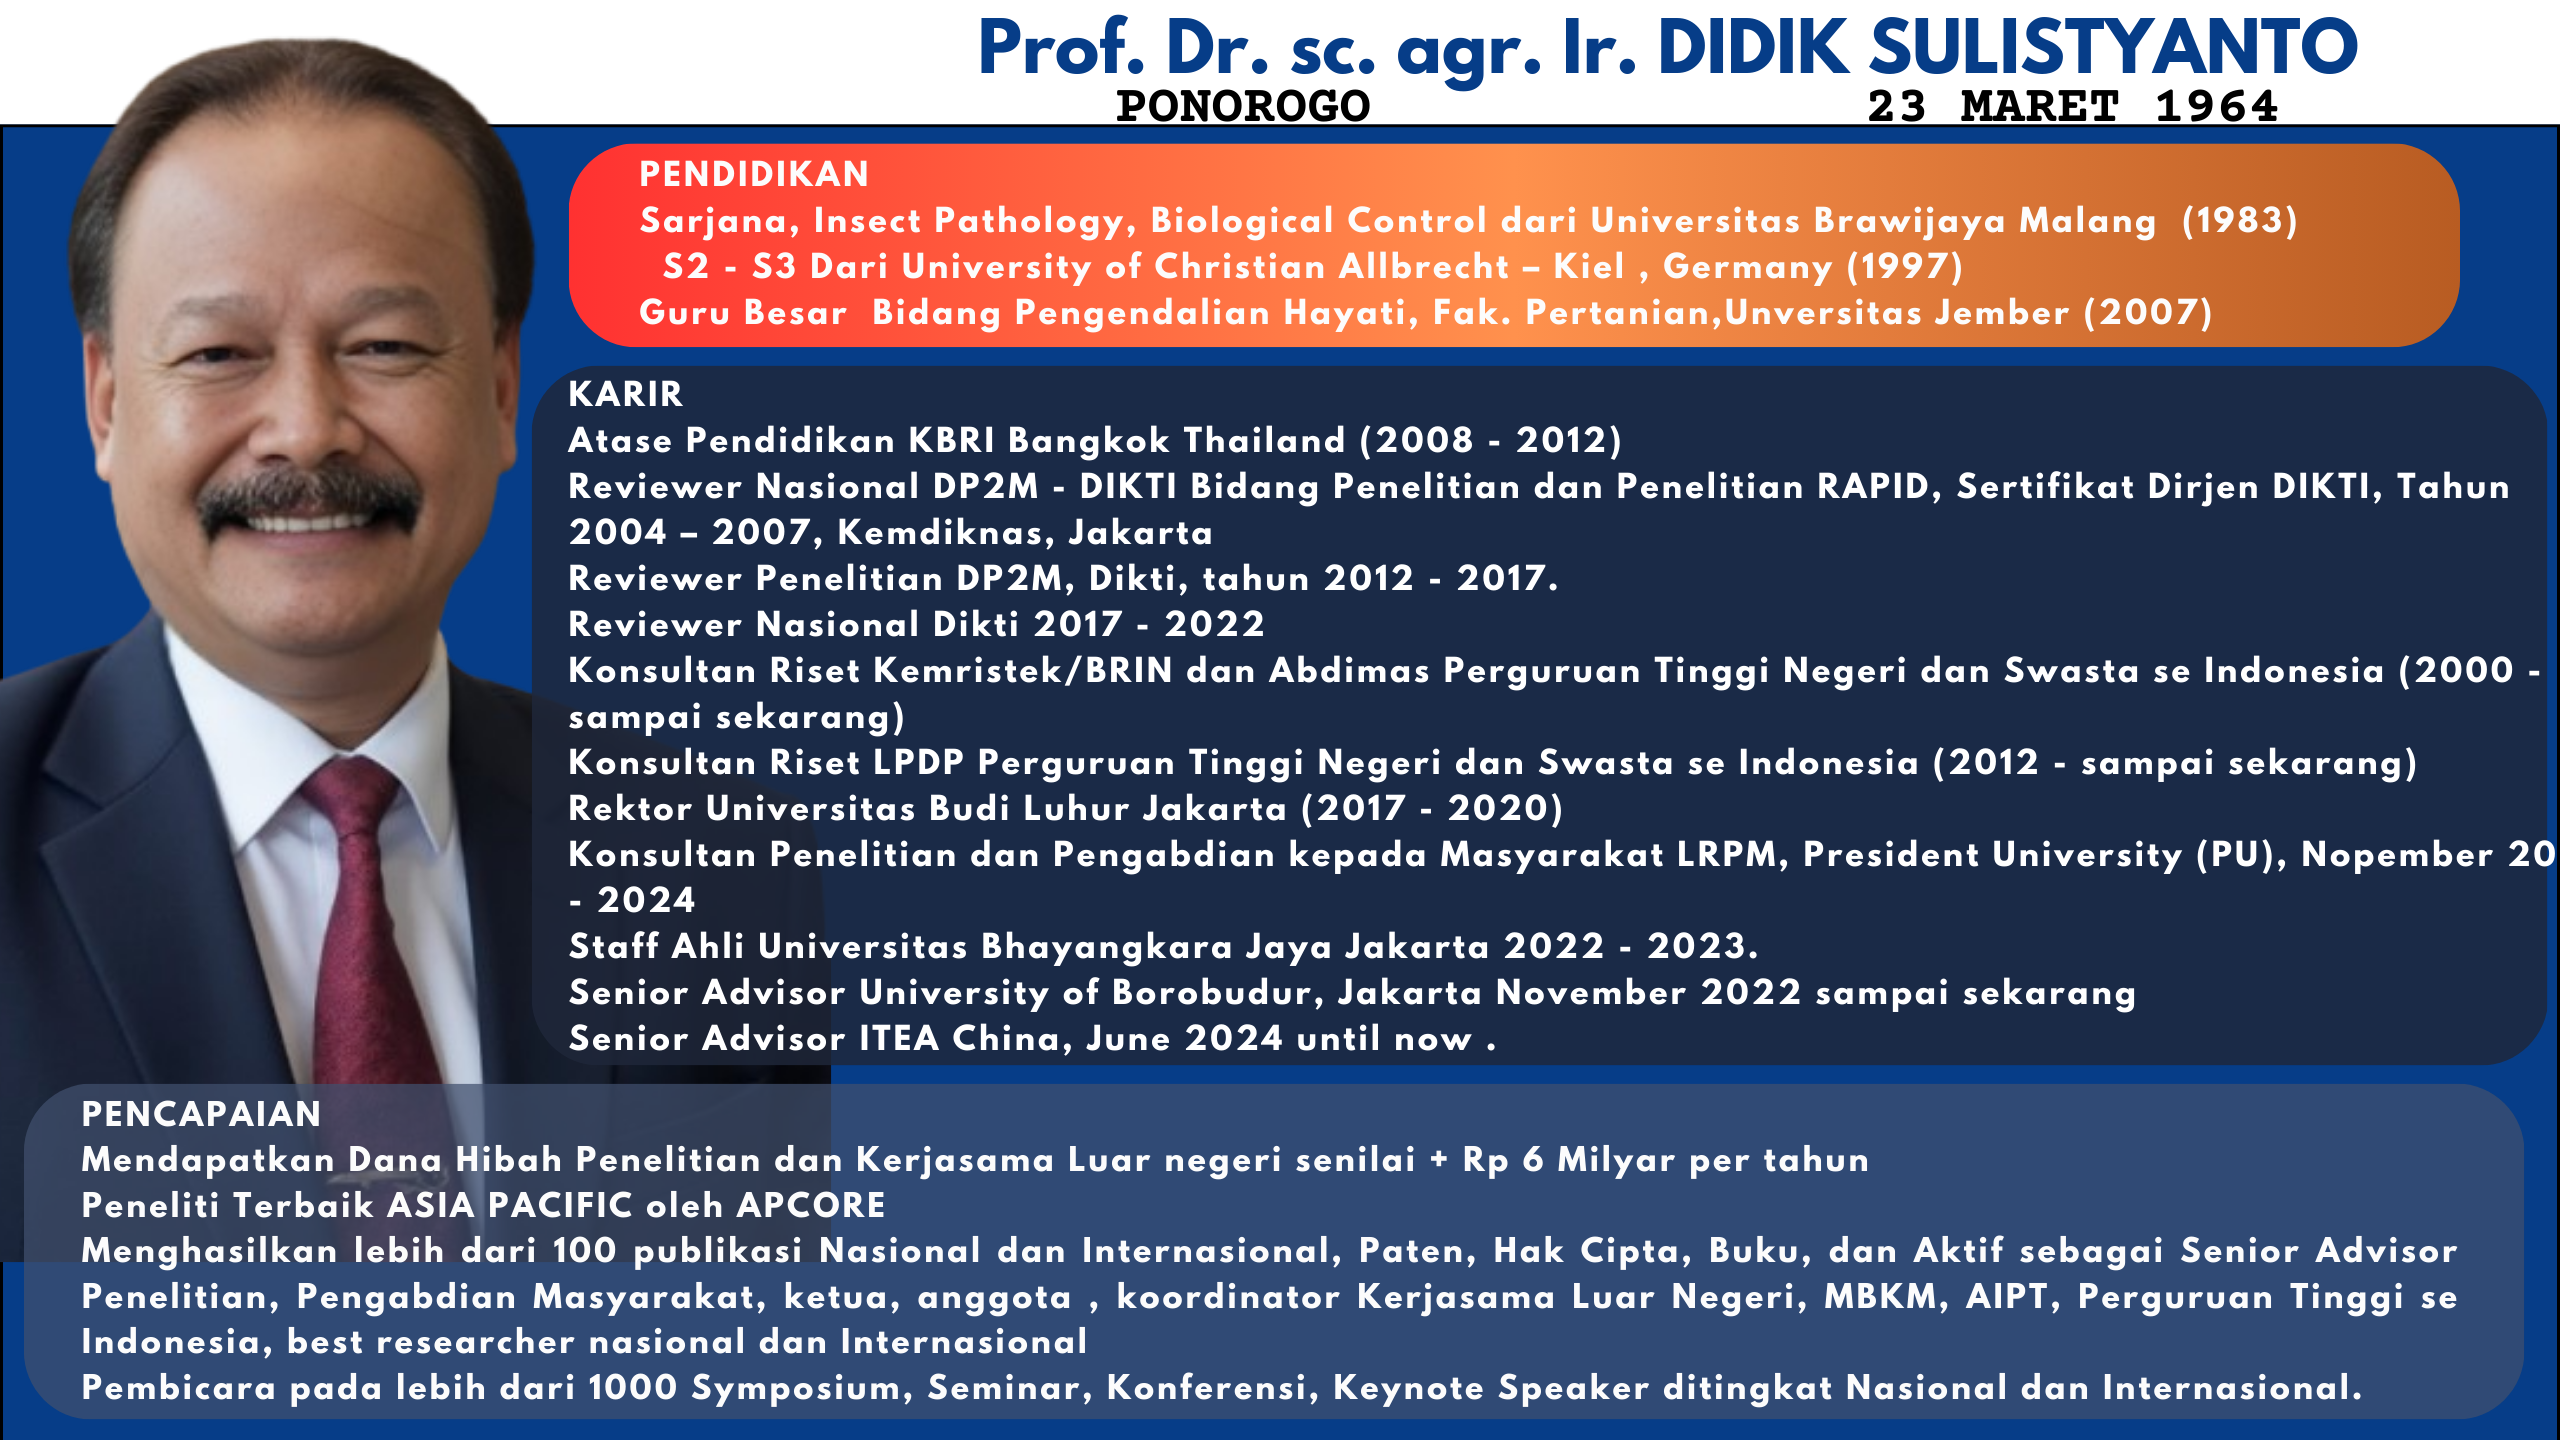 Prof. Dr. sc. agr. Ir. DIDIK SULISTYANTO
PONOROGO 23 MARET 1964
PENDIDIKAN
Sarjana, Insect Pathology, Biological Control dari Universitas Brawijaya Malang (1983)
S2 - S3 Dari University of Christian Allbrecht – Kiel , Germany (1997)
Guru Besar Bidang Pengendalian Hayati, Fak. Pertanian,Unversitas Jember (2007)
KARIR
Atase Pendidikan KBRI Bangkok Thailand (2008 - 2012)
Reviewer Nasional DP2M - DIKTI Bidang Penelitian dan Penelitian RAPID, Sertifikat Dirjen DIKTI, Tahun
2004 – 2007, Kemdiknas, Jakarta
Reviewer Penelitian DP2M, Dikti, tahun 2012 - 2017.
Reviewer Nasional Dikti 2017 - 2022
Konsultan Riset Kemristek/BRIN dan Abdimas Perguruan Tinggi Negeri dan Swasta se Indonesia (2000 -
sampai sekarang)
Konsultan Riset LPDP Perguruan Tinggi Negeri dan Swasta se Indonesia (2012 - sampai sekarang)
Rektor Universitas Budi Luhur Jakarta (2017 - 2020)
Konsultan Penelitian dan Pengabdian kepada Masyarakat LRPM, President University (PU), Nopember 20
- 2024
Staff Ahli Universitas Bhayangkara Jaya Jakarta 2022 - 2023.
Senior Advisor University of Borobudur, Jakarta November 2022 sampai sekarang
Senior Advisor ITEA China, June 2024 until now .
PENCAPAIAN
Mendapatkan Dana Hibah Penelitian dan Kerjasama Luar negeri senilai + Rp 6 Milyar per tahun
Peneliti Terbaik ASIA PACIFIC oleh APCORE
Menghasilkan lebih dari 100 publikasi Nasional dan Internasional, Paten, Hak Cipta, Buku, dan Aktif sebagai Senior Advisor
Penelitian, Pengabdian Masyarakat, ketua, anggota , koordinator Kerjasama Luar Negeri, MBKM, AIPT, Perguruan Tinggi se
Indonesia, best researcher nasional dan Internasional
Pembicara pada lebih dari 1000 Symposium, Seminar, Konferensi, Keynote Speaker ditingkat Nasional dan Internasional.